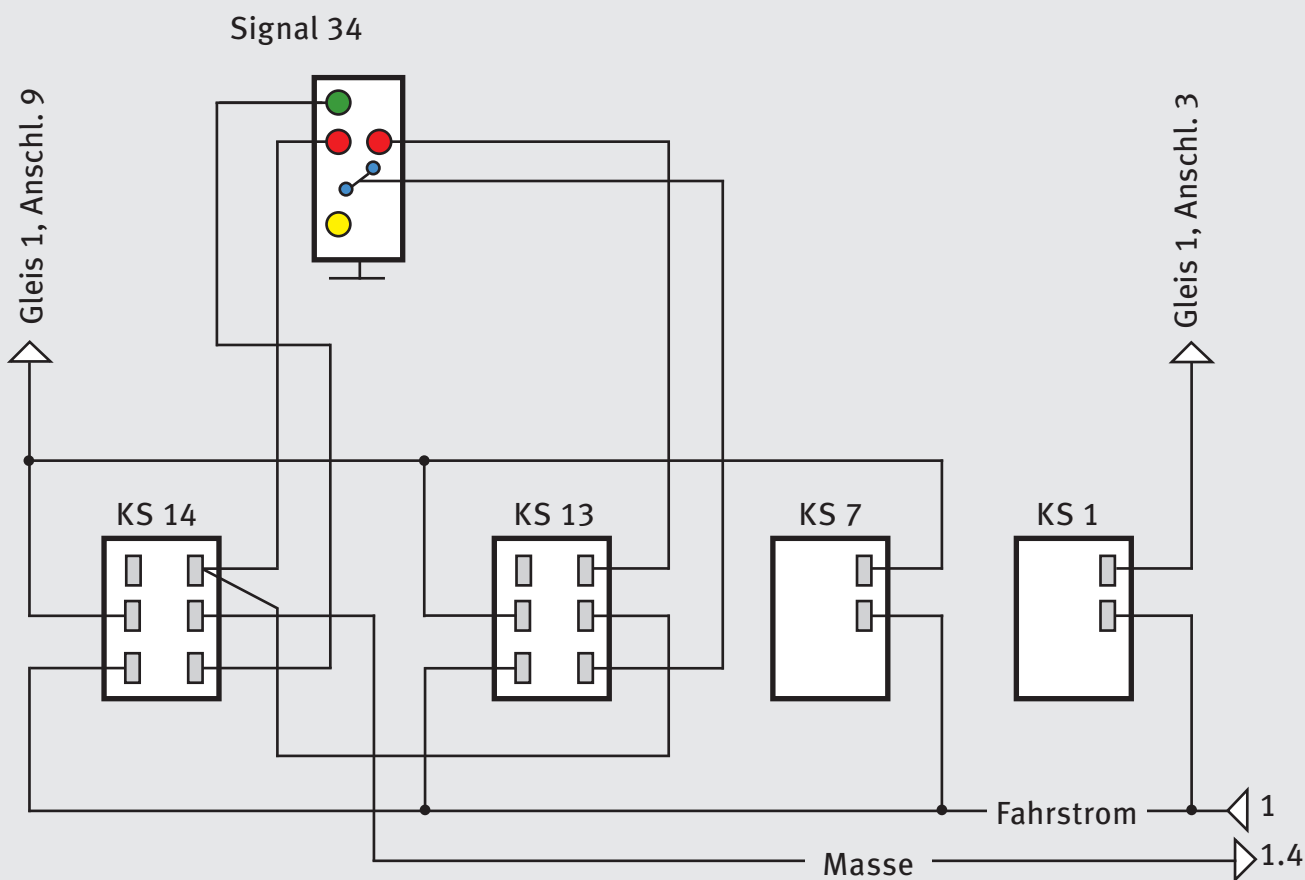 Signal 34
Gleis 1, Anschl. 9
Gleis 1, Anschl. 3
KS 14
KS 13
KS 7
KS 1
Fahrstrom
1
Masse
1.4